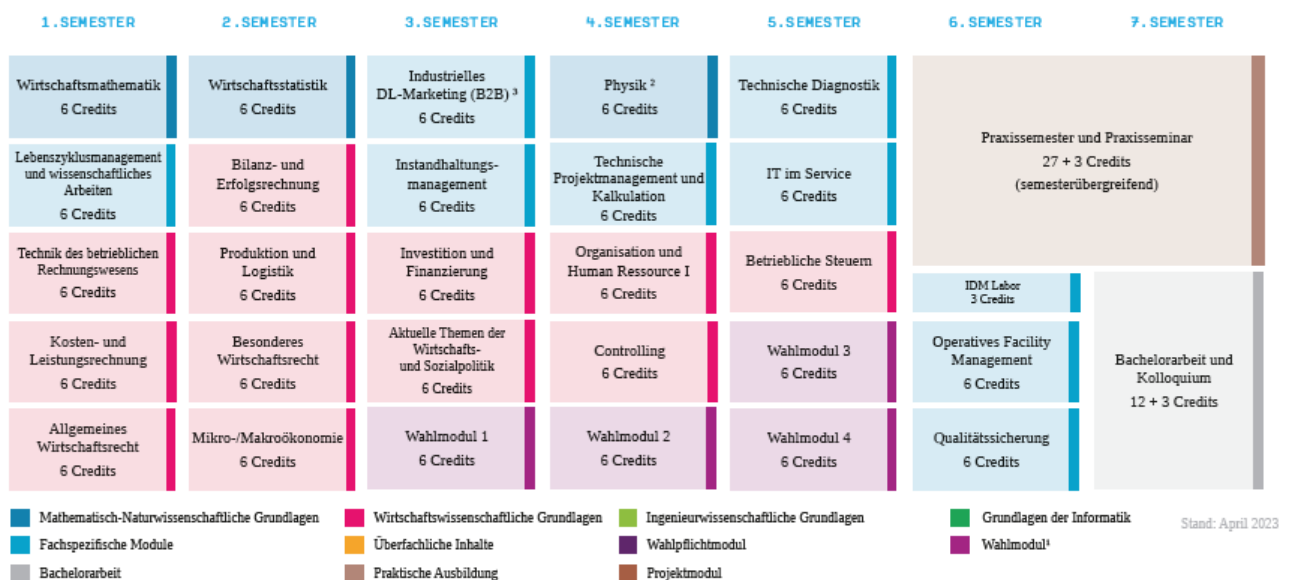 1.SEMESTER
2.SEMESTER
3.SEMESTER
4.SEMESTER
5.SEMESTER
6.SEMESTER
7.SEMESTER
Wirtschaftsmathematik
6 Credits
Wirtschaftsstatistik
6 Credits
Industrielles
DL-Marketing (B2B) ³
6 Credits
Physik ²
6 Credits
Technische Diagnostik
6 Credits
Praxissemester und Praxisseminar
27 + 3 Credits
(semesterübergreifend)
Lebenszyklusmanagement
und wissenschaftliches
Arbeiten
6 Credits
Bilanz- und
Erfolgsrechnung
6 Credits
Instandhaltungs-
management
6 Credits
Technische
Projektmanagement und
Kalkulation
6 Credits
IT im Service
6 Credits
Technik des betrieblichen
Rechnungswesens
6 Credits
Produktion und
Logistik
6 Credits
Investition und
Finanzierung
6 Credits
Organisation und
Human Ressource I
6 Credits
Betriebliche Steuern
6 Credits
IDM Labor
3 Credits
Kosten- und
Leistungsrechnung
6 Credits
Besonderes
Wirtschaftsrecht
6 Credits
Aktuelle Themen der
Wirtschafts-
und Sozialpolitik
6 Credits
Controlling
6 Credits
Wahlmodul 3
6 Credits
Operatives Facility
Management
6 Credits
Bachelorarbeit und
Kolloquium
12 + 3 Credits
Allgemeines
Wirtschaftsrecht
6 Credits
Mikro-/Makroökonomie
6 Credits
Wahlmodul 1
6 Credits
Wahlmodul 2
6 Credits
Wahlmodul 4
6 Credits
Qualitätssicherung
6 Credits
Mathematisch-Naturwissenschaftliche Grundlagen
Wirtschaftswissenschaftliche Grundlagen
Ingenieurwissenschaftliche Grundlagen
Grundlagen der Informatik
Stand: April 2023
Fachspezifische Module
Überfachliche Inhalte
Wahlpflichtmodul
Wahlmodul¹
Bachelorarbeit
Praktische Ausbildung
Projektmodul